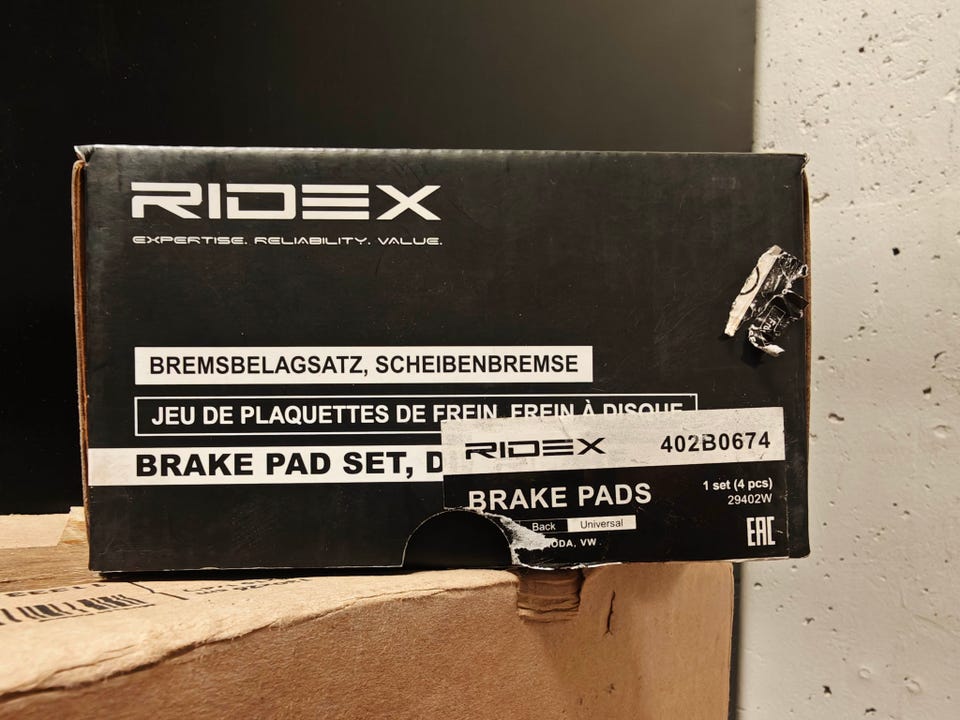 RIDEX
EXPERTISE. RELIABILITY. VALUE.
BREMSBELAGSATZ, SCHEIBENBREMSE
JEU DE PLAQUETTES DE FREIN, FREIN À DISQUE
BRAKE PAD SET, D
RIDEX 402B0674
BRAKE PADS 1 set (4 pcs)
29402W
Back Universal
ODA, VW
EAC